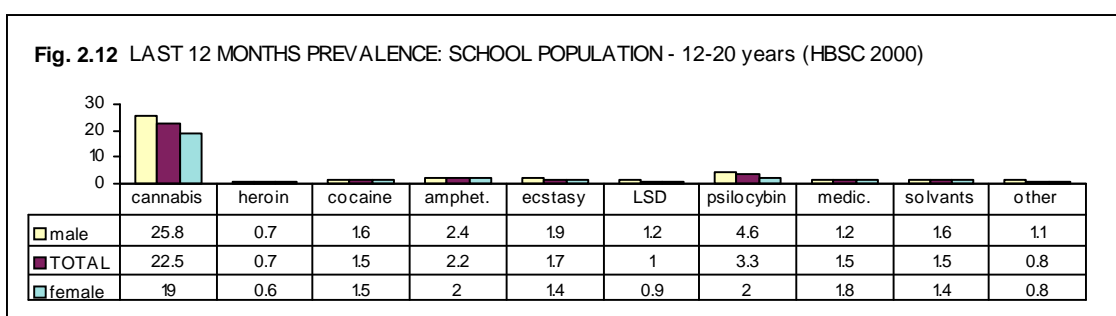 Fig. 2.12 LAST 12 MONTHS PREVALENCE: SCHOOL POPULATION - 12-20 years (HBSC 2000)
30
20
10
0
cannabis heroin cocaine amphet. ecstasy LSD psilocybin medic. solvants other
male 25.8 0.7 1.6 2.4 1.9 1.2 4.6 1.2 1.6 1.1
TOTAL 22.5 0.7 1.5 2.2 1.7 1 3.3 1.5 1.5 0.8
female 19 0.6 1.5 2 1.4 0.9 2 1.8 1.4 0.8